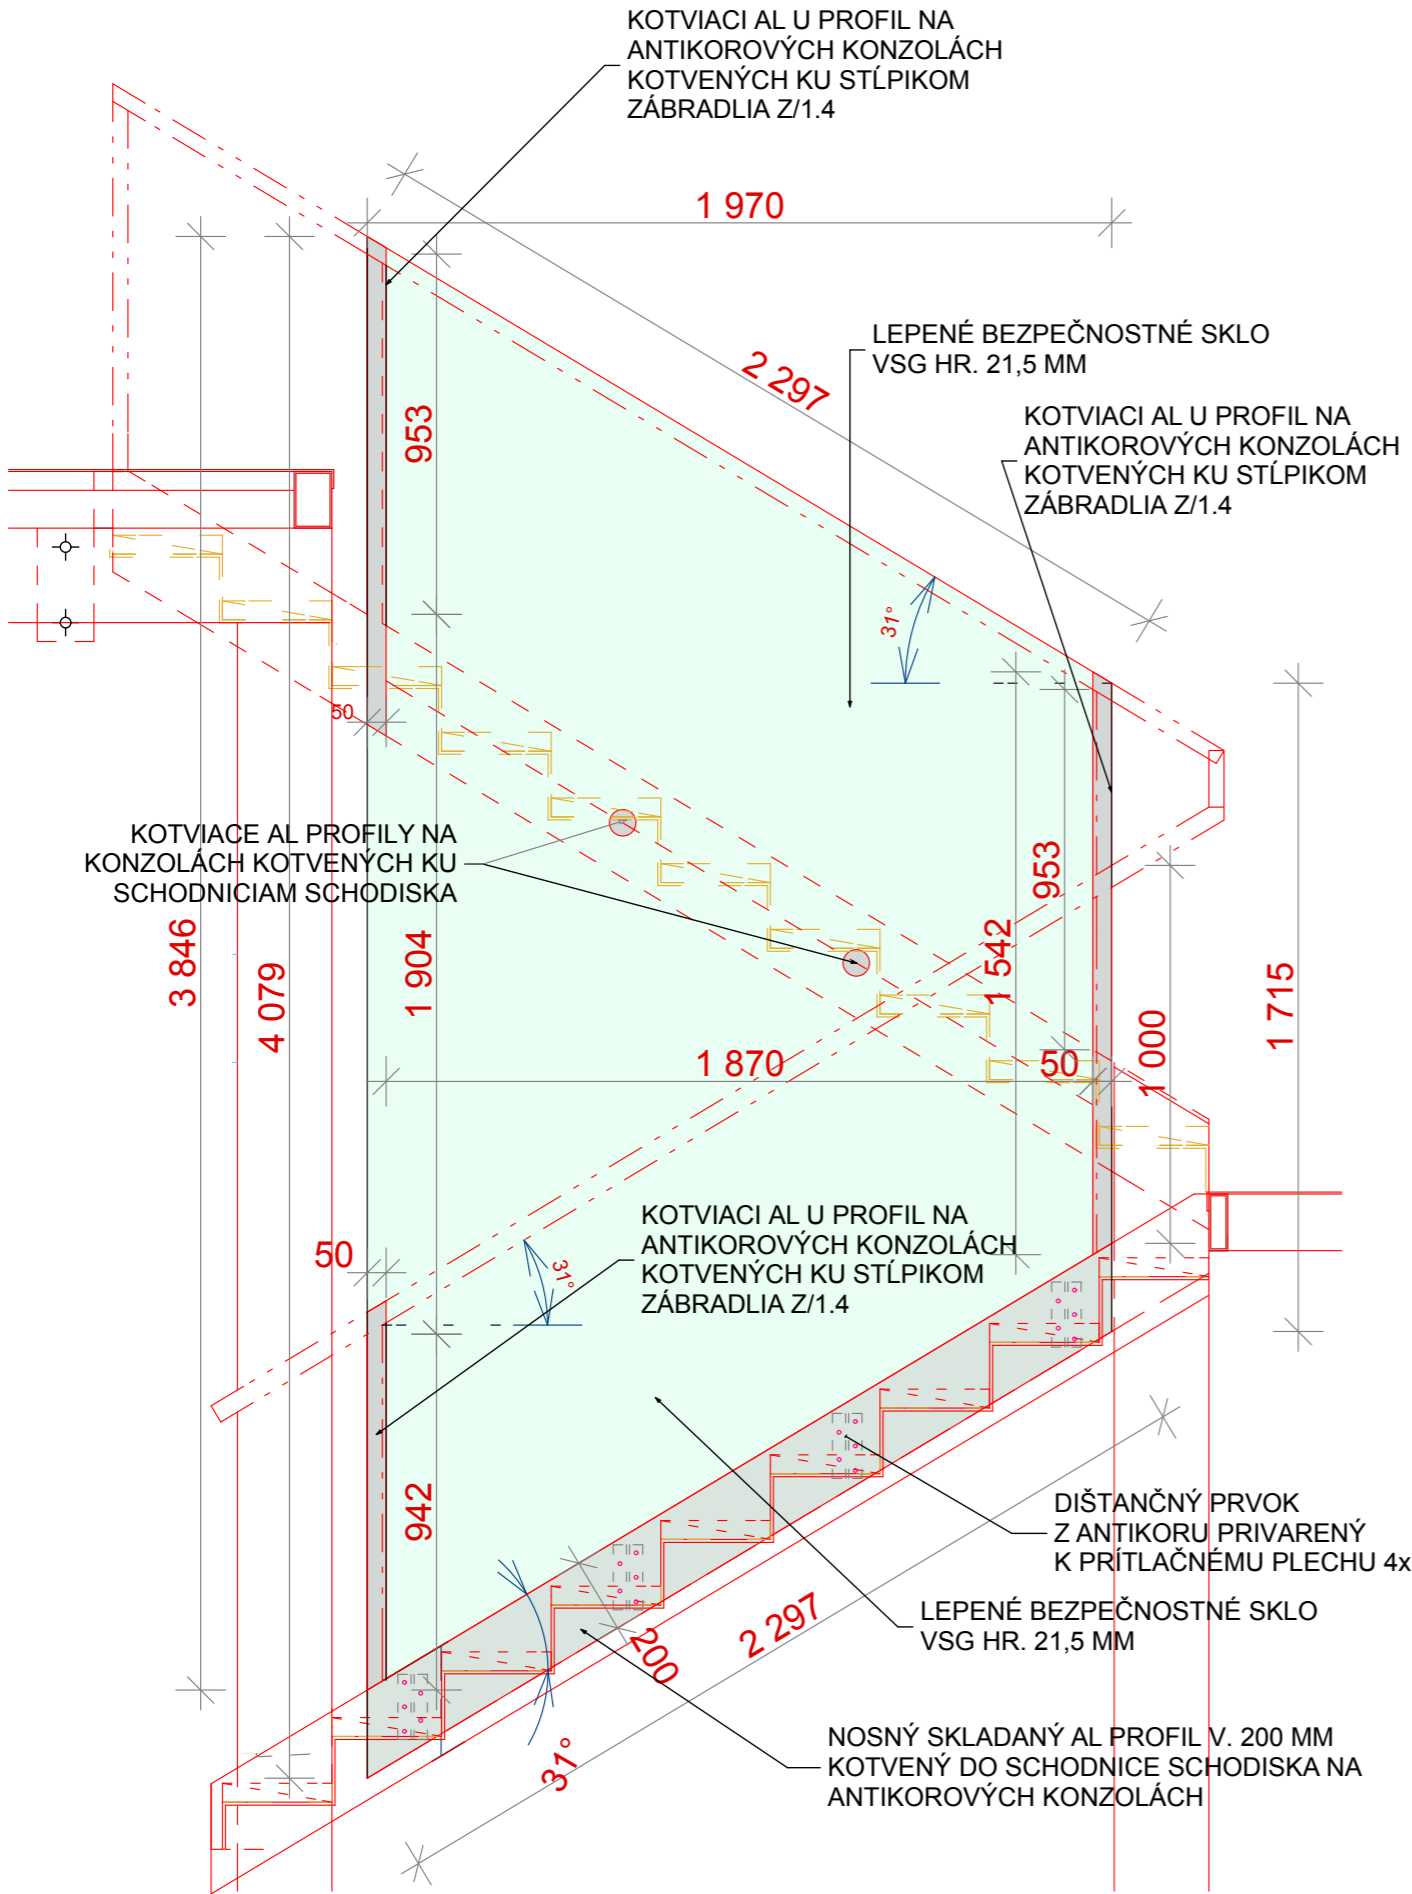 KOTVIACI AL U PROFIL NA
ANTIKOROVÝCH KONZOLÁCH
KOTVENÝCH KU STĹPIKOM
ZÁBRADLIA Z/1.4
1 970
2 297
LEPENÉ BEZPEČNOSTNÉ SKLO
VSG HR. 21,5 MM
953
KOTVIACI AL U PROFIL NA
ANTIKOROVÝCH KONZOLÁCH
KOTVENÝCH KU STĹPIKOM
ZÁBRADLIA Z/1.4
31°
50
KOTVIACE AL PROFILY NA
KONZOLÁCH KOTVENÝCH KU
SCHODNICIAM SCHODISKA
953
3 846
4 079
1 904
1 542
1 000
1 715
1 870
50
50
31°
KOTVIACI AL U PROFIL NA
ANTIKOROVÝCH KONZOLÁCH
KOTVENÝCH KU STĹPIKOM
ZÁBRADLIA Z/1.4
942
DIŠTANČNÝ PRVOK
Z ANTIKORU PRIVARENÝ
K PRÍTLAČNÉMU PLECHU 4x
LEPENÉ BEZPEČNOSTNÉ SKLO
VSG HR. 21,5 MM
200
2 297
31°
NOSNÝ SKLADANÝ AL PROFIL V. 200 MM
KOTVENÝ DO SCHODNICE SCHODISKA NA
ANTIKOROVÝCH KONZOLÁCH